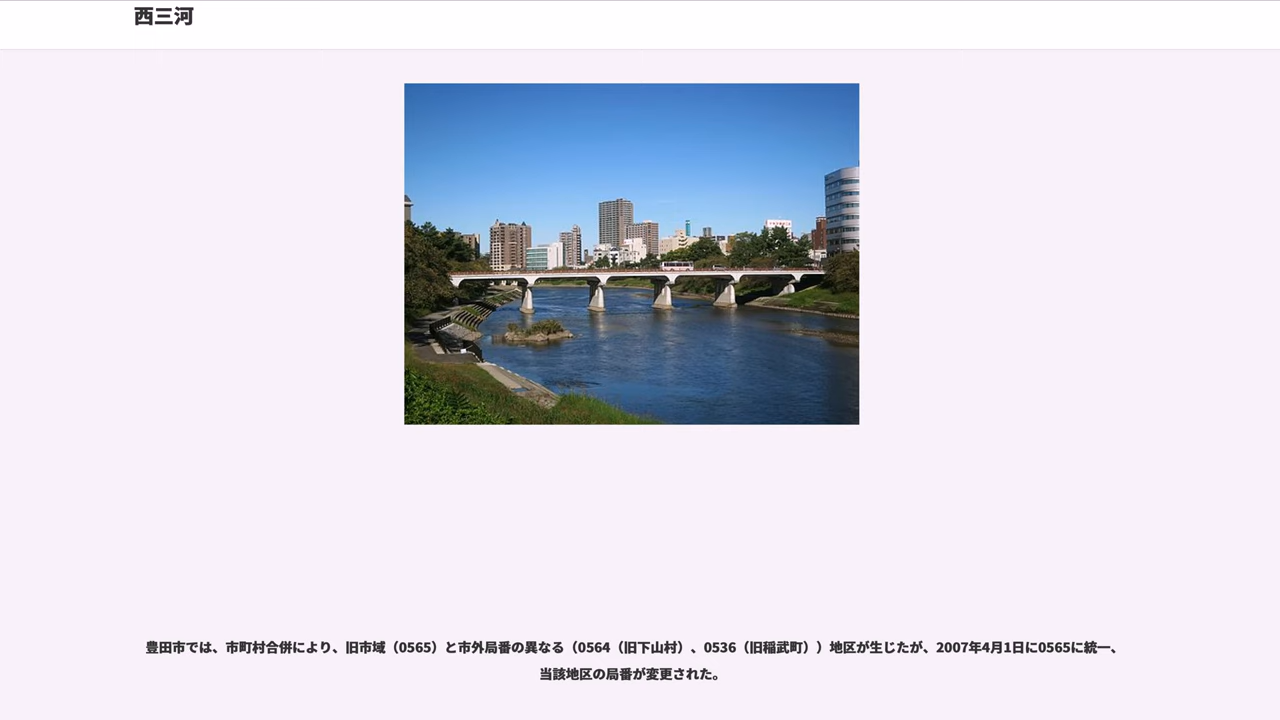 西三河
豊田市では、市町村合併により、旧市域（0565）と市外局番の異なる（0564（旧下山村）、0536（旧稲武町））地区が生じたが、2007年4月1日に0565に統一、
当該地区の局番が変更された。